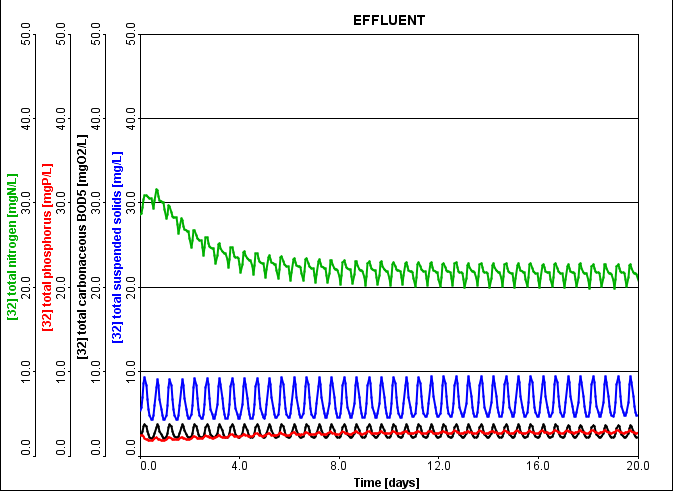 EFFLUENT
[32] total nitrogen [mgN/L]
0.0 10.0 20.0 30.0 40.0 50.0
[32] total phosphorus [mgP/L]
0.0 10.0 20.0 30.0 40.0 50.0
[32] total carbonaceous BOD5 [mgO2/L]
0.0 10.0 20.0 30.0 40.0 50.0
[32] total suspended solids [mg/L]
0.0 10.0 20.0 30.0 40.0 50.0
0.0 4.0 8.0 12.0 16.0 20.0
Time [days]